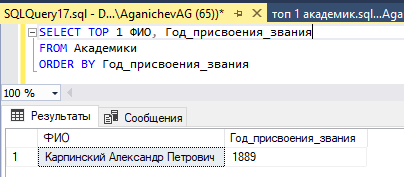 SQLQuery17.sql - D...\AganichevAG (65))* топ 1 академик.sql...Aga
SELECT TOP 1 ФИО, Год_присвоения_звания
FROM Академики
ORDER BY Год_присвоения_звания
100 %
Результаты Сообщения
ФИО Год_присвоения_звания
1 Карпинский Александр Петрович 1889